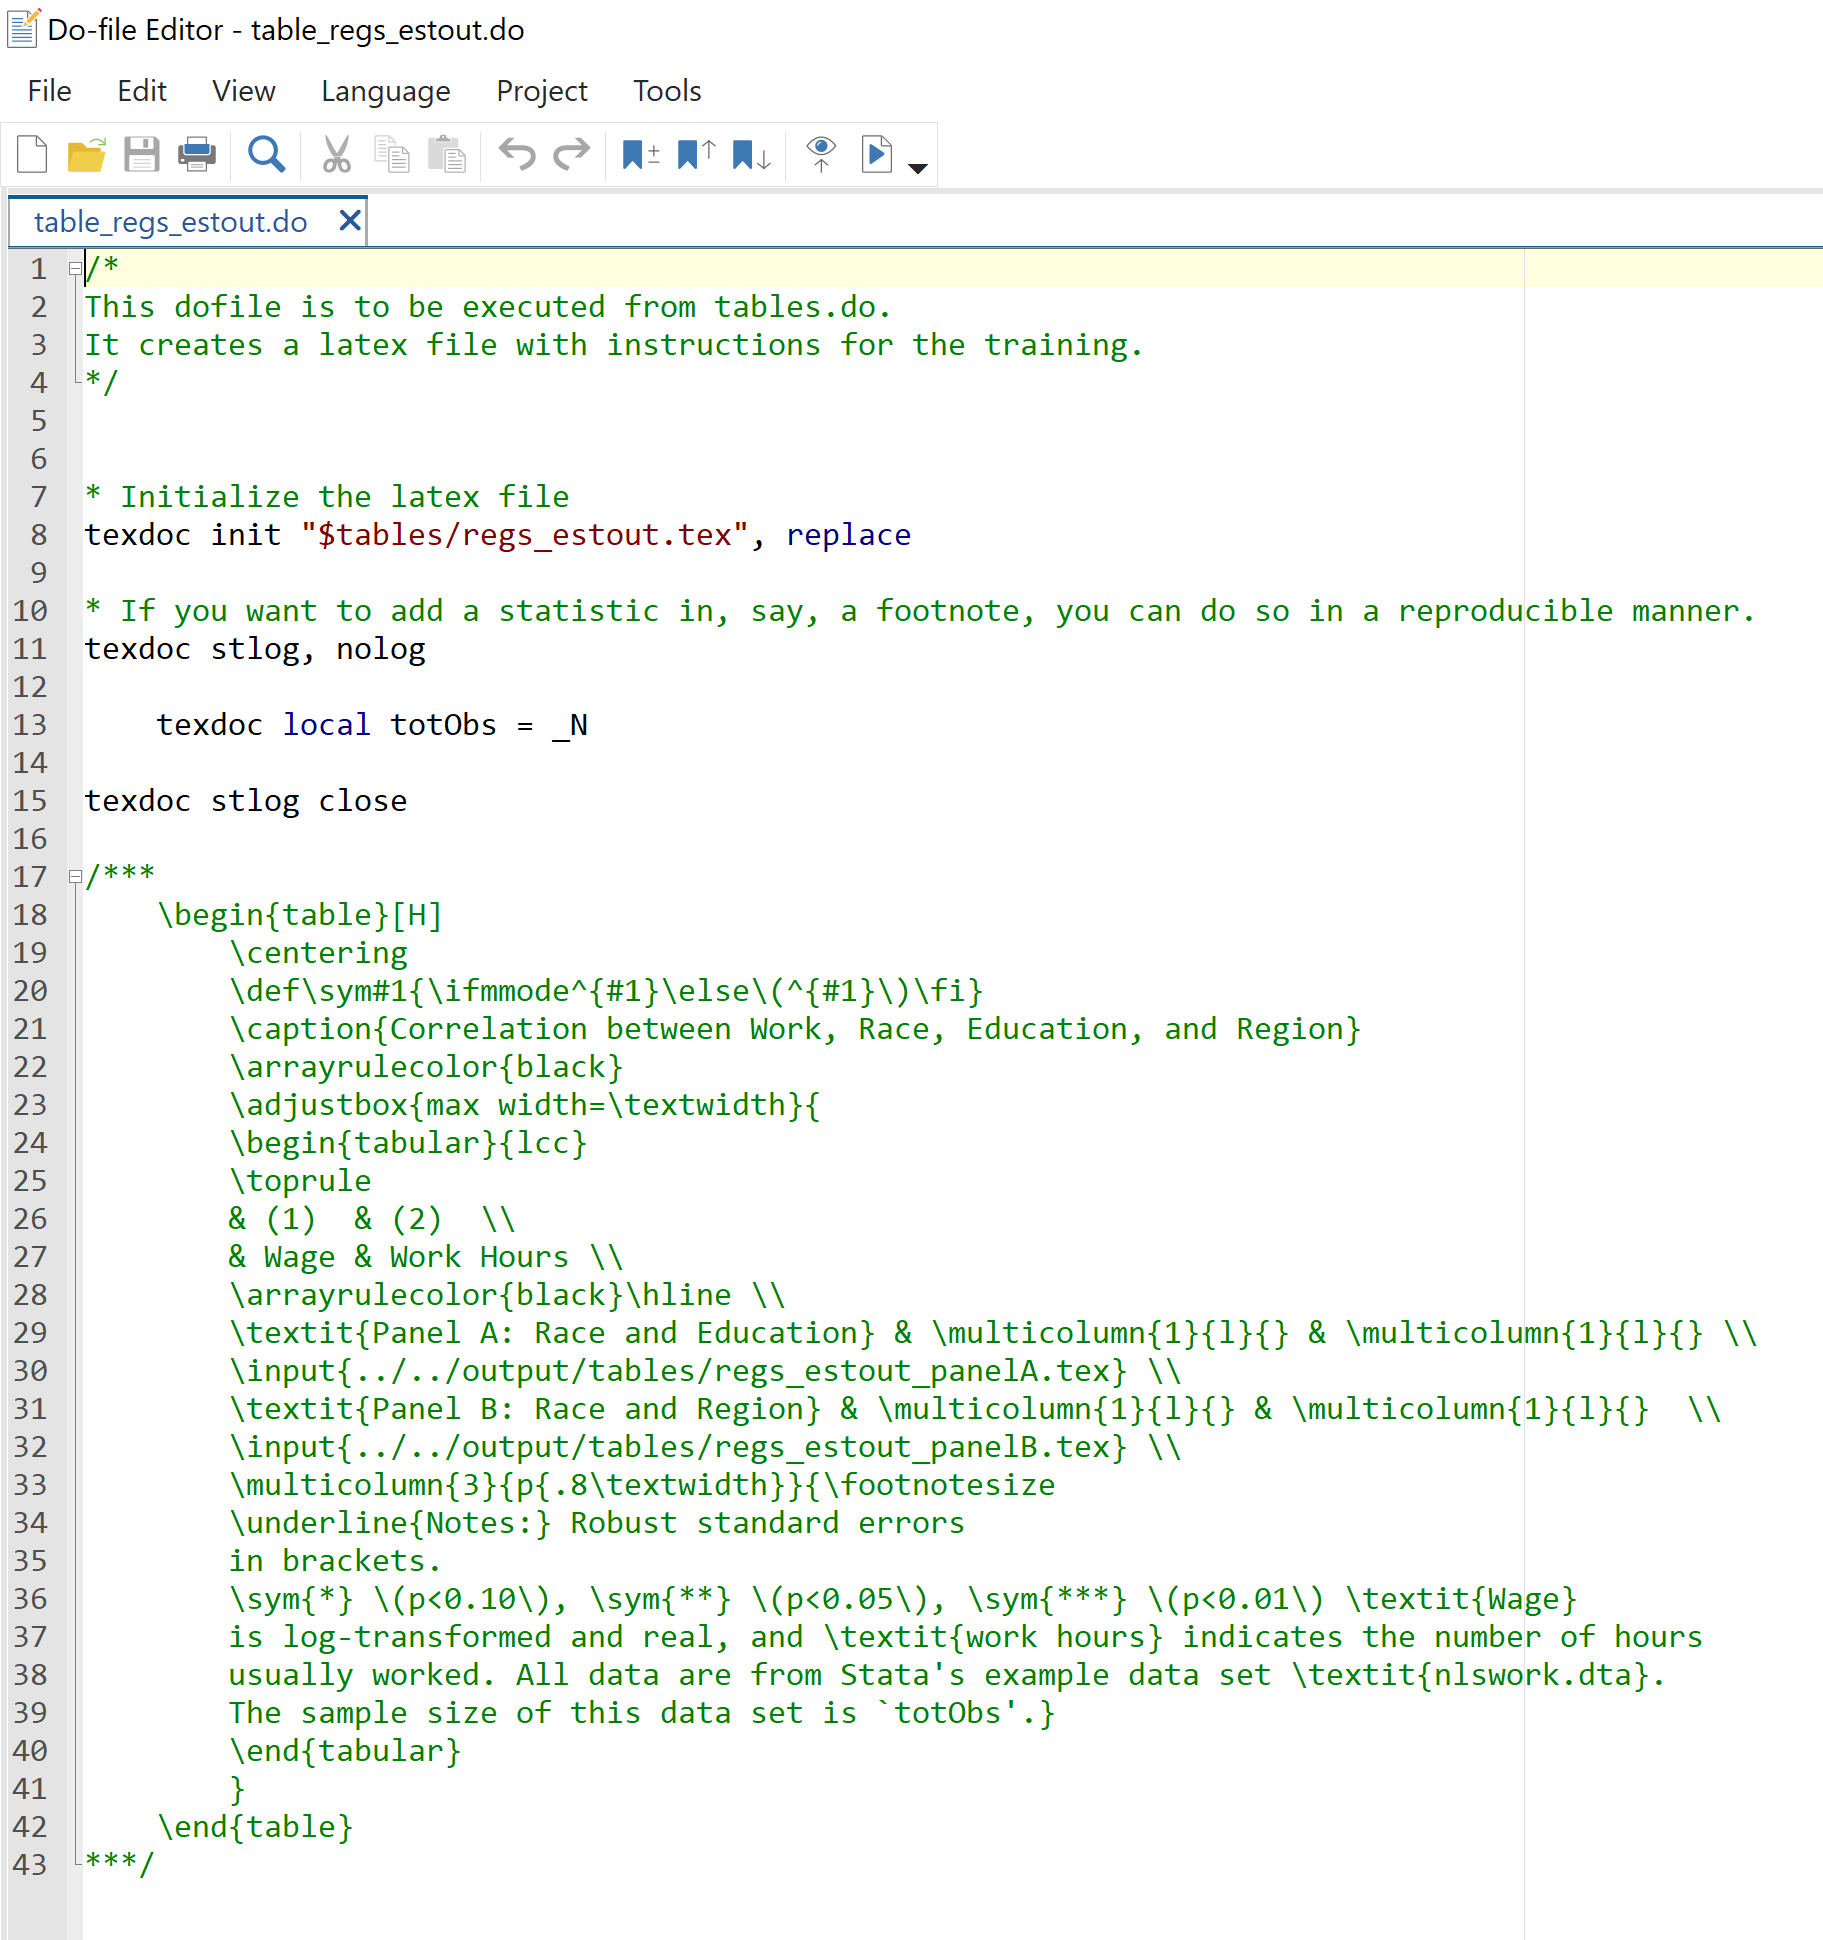 Do-file Editor - table_regs_estout.do
File Edit View Language Project Tools
table_regs_estout.do
1 /*
2 This dofile is to be executed from tables.do.
3 It creates a latex file with instructions for the training.
4 */
5
6
7 * Initialize the latex file
8 texdoc init "$tables/regs_estout.tex", replace
9
10 * If you want to add a statistic in, say, a footnote, you can do so in a reproducible manner.
11 texdoc stlog, nolog
12
13     texdoc local totObs = _N
14
15 texdoc stlog close
16
17 /***
18     \begin{table}[H]
19         \centering
20         \def\sym#1{\ifmmode^{#1}\else\(^{#1}\)\fi}
21         \caption{Correlation between Work, Race, Education, and Region}
22         \arrayrulecolor{black}
23         \adjustbox{max width=\textwidth}{
24         \begin{tabular}{lcc}
25         \toprule
26         & (1)  & (2)  \\
27         & Wage & Work Hours \\
28         \arrayrulecolor{black}\hline \\
29         \textit{Panel A: Race and Education} & \multicolumn{1}{l}{} & \multicolumn{1}{l}{} \\
30         \input{../../output/tables/regs_estout_panelA.tex} \\
31         \textit{Panel B: Race and Region} & \multicolumn{1}{l}{} & \multicolumn{1}{l}{}  \\
32         \input{../../output/tables/regs_estout_panelB.tex} \\
33         \multicolumn{3}{p{.8\textwidth}}{\footnotesize
34         \underline{Notes:} Robust standard errors
35         in brackets.
36         \sym{*} \(p<0.10\), \sym{**} \(p<0.05\), \sym{***} \(p<0.01\) \textit{Wage}
37         is log-transformed and real, and \textit{work hours} indicates the number of hours
38         usually worked. All data are from Stata's example data set \textit{nlswork.dta}.
39         The sample size of this data set is `totObs'.}
40         \end{tabular}
41         }
42     \end{table}
43 ***/